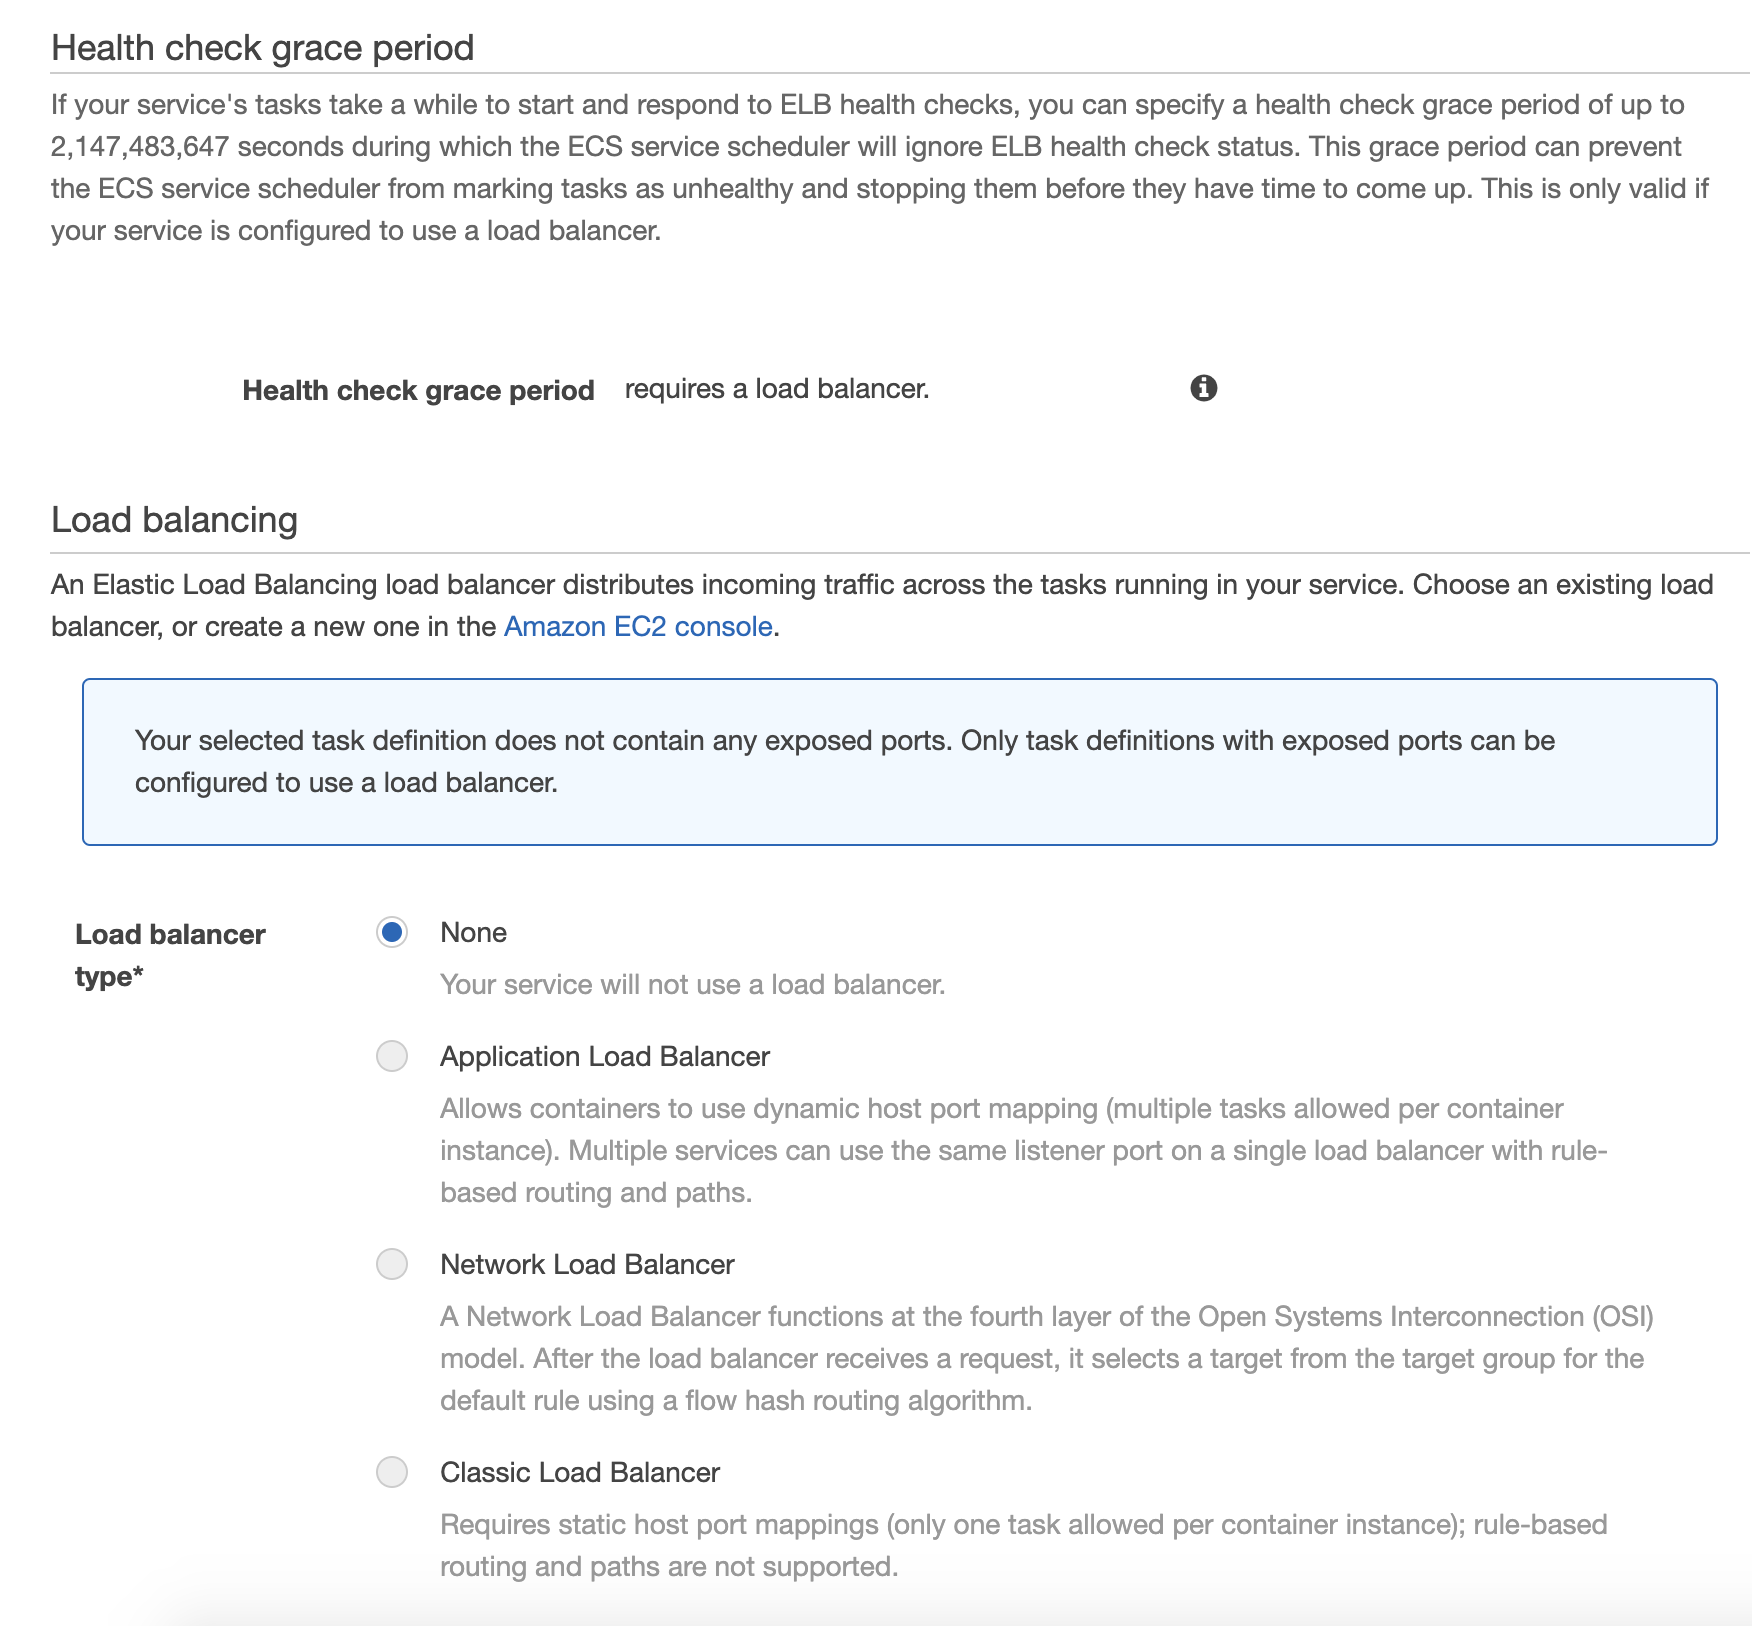 Health check grace period
If your service's tasks take a while to start and respond to ELB health checks, you can specify a health check grace period of up to
2,147,483,647 seconds during which the ECS service scheduler will ignore ELB health check status. This grace period can prevent
the ECS service scheduler from marking tasks as unhealthy and stopping them before they have time to come up. This is only valid if
your service is configured to use a load balancer.
Health check grace period requires a load balancer.
Load balancing
An Elastic Load Balancing load balancer distributes incoming traffic across the tasks running in your service. Choose an existing load
balancer, or create a new one in the Amazon EC2 console.
Your selected task definition does not contain any exposed ports. Only task definitions with exposed ports can be
configured to use a load balancer.
Load balancer
type*
None
Your service will not use a load balancer.
Application Load Balancer
Allows containers to use dynamic host port mapping (multiple tasks allowed per container
instance). Multiple services can use the same listener port on a single load balancer with rule-
based routing and paths.
Network Load Balancer
A Network Load Balancer functions at the fourth layer of the Open Systems Interconnection (OSI)
model. After the load balancer receives a request, it selects a target from the target group for the
default rule using a flow hash routing algorithm.
Classic Load Balancer
Requires static host port mappings (only one task allowed per container instance); rule-based
routing and paths are not supported.